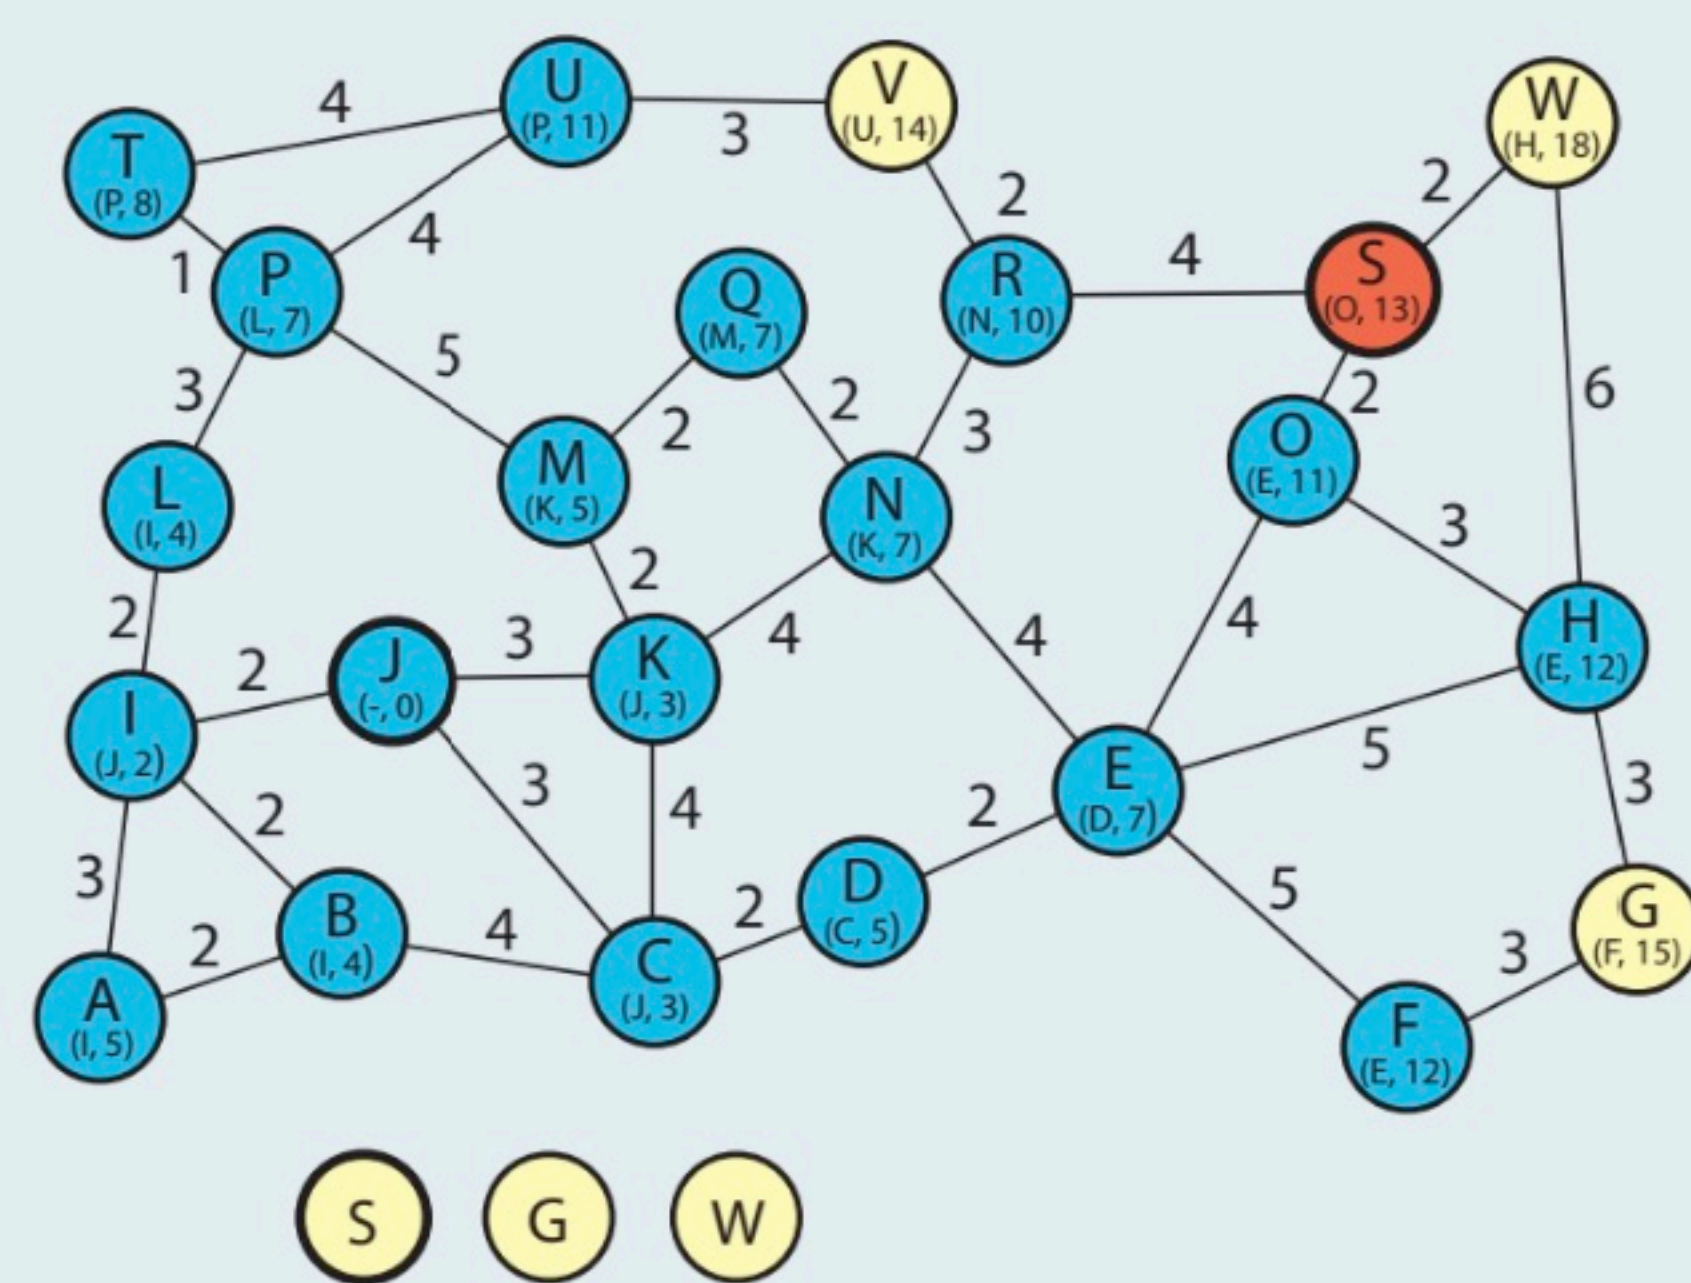 U
(P, 11)
V
(U, 14)
W
(H, 18)
4
3
T
(P, 8)
2
2
1
4
P
(L, 7)
Q
(M, 7)
R
(N, 10)
4
S
(O, 13)
5
3
2
2
3
2
6
L
(I, 4)
M
(K, 5)
N
(K, 7)
O
(E, 11)
3
2
2
4
4
4
I
(J, 2)
2
J
(-, 0)
3
K
(J, 3)
H
(E, 12)
5
3
3
2
3
4
2
E
(D, 7)
5
A
(I, 5)
2
B
(I, 4)
4
C
(J, 3)
2
D
(C, 5)
F
(E, 12)
3
G
(F, 15)
S
G
W